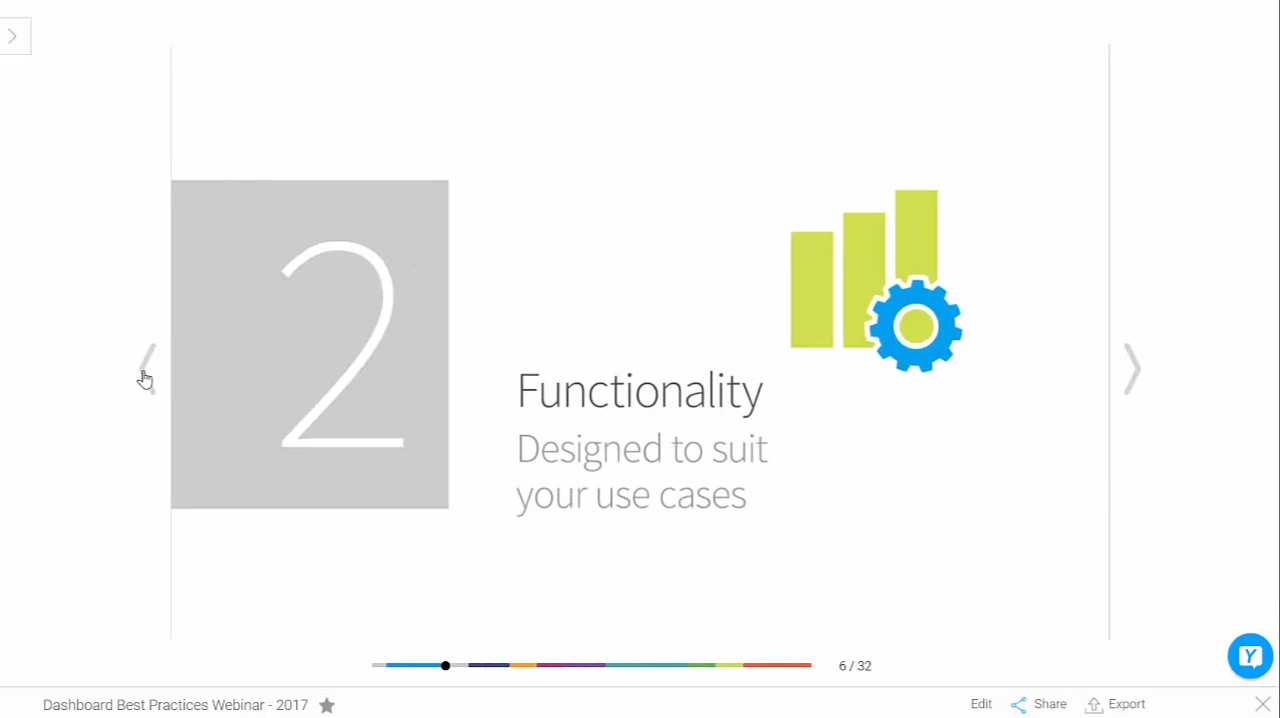 2
Functionality
Designed to suit
your use cases
6 / 32
Y
Dashboard Best Practices Webinar - 2017
Edit
Share
Export